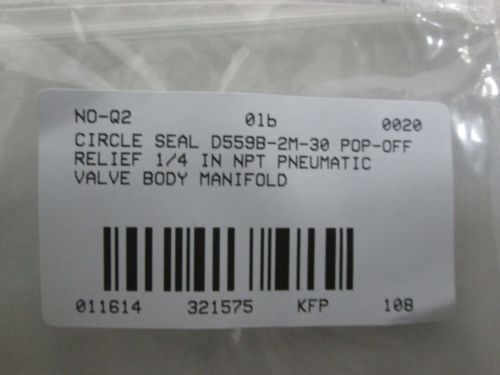 NO-Q2 01b 0020
CIRCLE SEAL D559B-2M-30 POP-OFF
RELIEF 1/4 IN NPT PNEUMATIC
VALVE BODY MANIFOLD
011614 321575 KFP 108